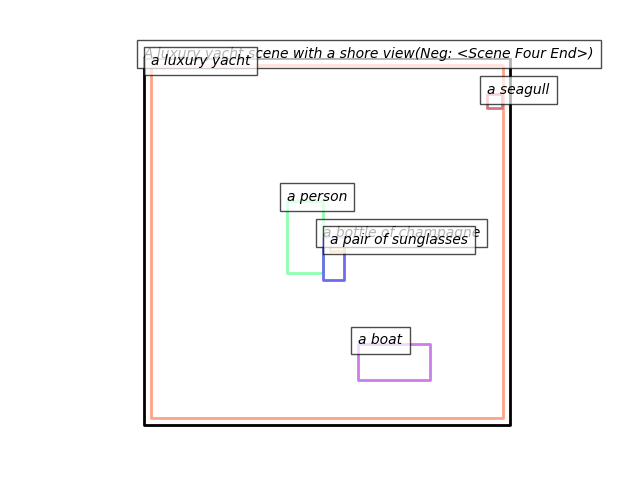 A luxury yacht scene with a shore view(Neg: <Scene Four End>)
a luxury yacht
a seagull
a person
a bottle of champagne
a pair of sunglasses
a boat